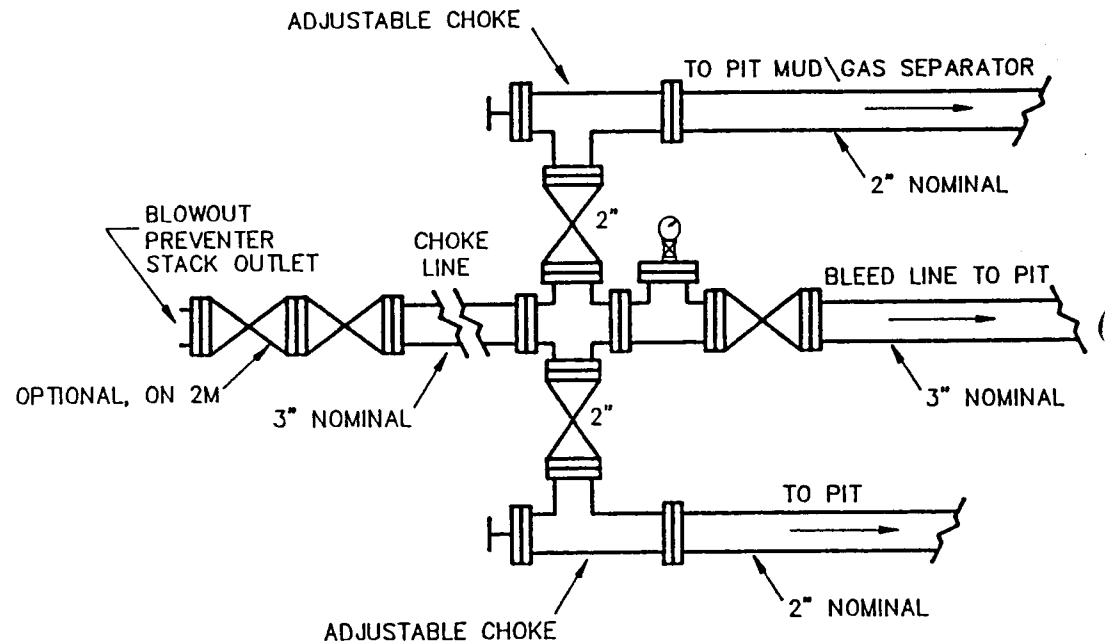 ADJUSTABLE CHOKE
TO PIT MUD\GAS SEPARATOR
2" NOMINAL
2"
BLOWOUT
PREVENTER
STACK OUTLET
CHOKE
LINE
BLEED LINE TO PIT
OPTIONAL, ON 2M
3" NOMINAL
3" NOMINAL
2"
TO PIT
2" NOMINAL
ADJUSTABLE CHOKE